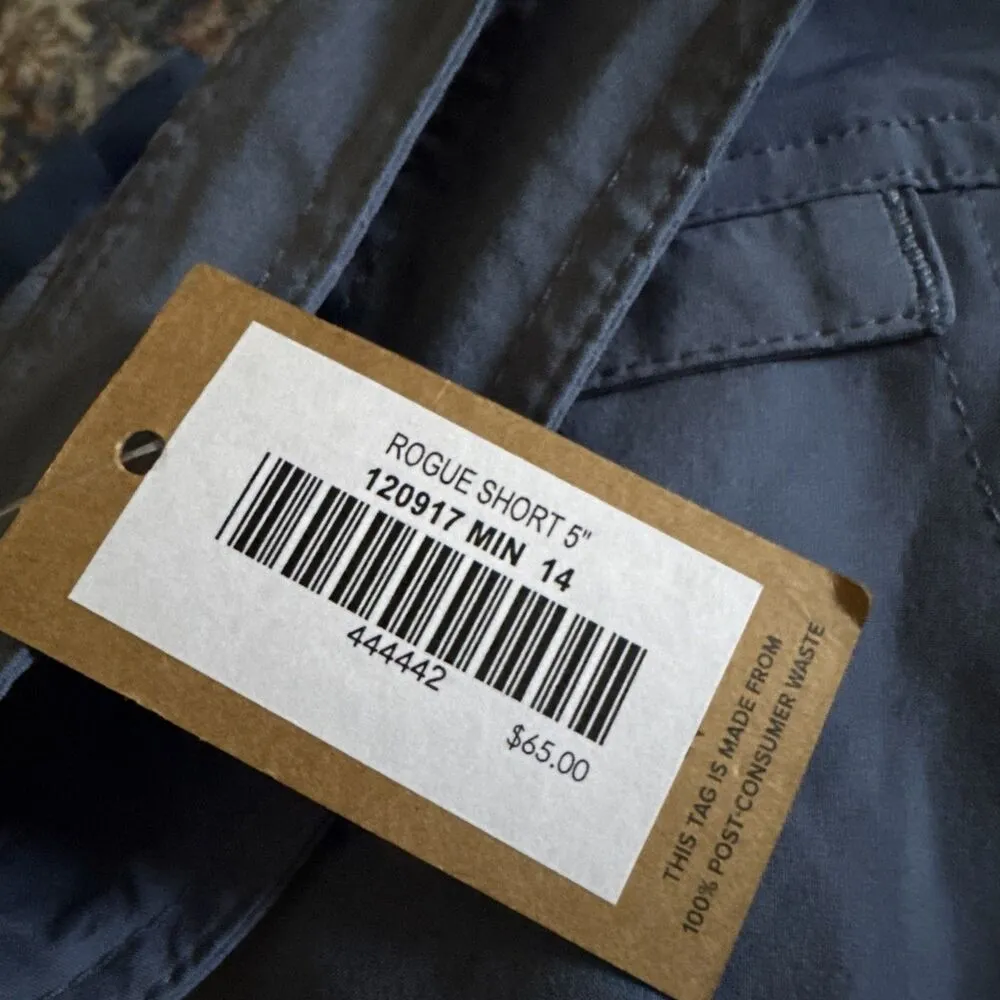 ROGUE SHORT 5"
120917 MIN 14
444442
$65.00
THIS TAG IS MADE FROM
100% POST-CONSUMER WASTE